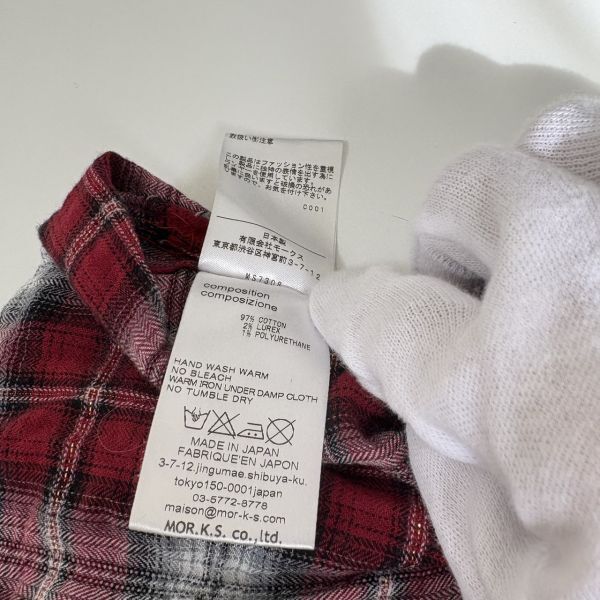 取扱い注意
C001
日本製
有限会社モークス
東京都渋谷区神宮前3-7-12
MS7308
composition
composizione
97% COTTON
2% LUREX
1% POLYURETHANE
HAND WASH WARM
NO BLEACH
WARM IRON UNDER DAMP CLOTH
NO TUMBLE DRY
MADE IN JAPAN
FABRIQUE'EN JAPON
3-7-12.jingumae.shibuya-ku.
tokyo150-0001japan
03-5772-8778
maison@mor-k-s.com
MOR.K.S. co.,ltd.